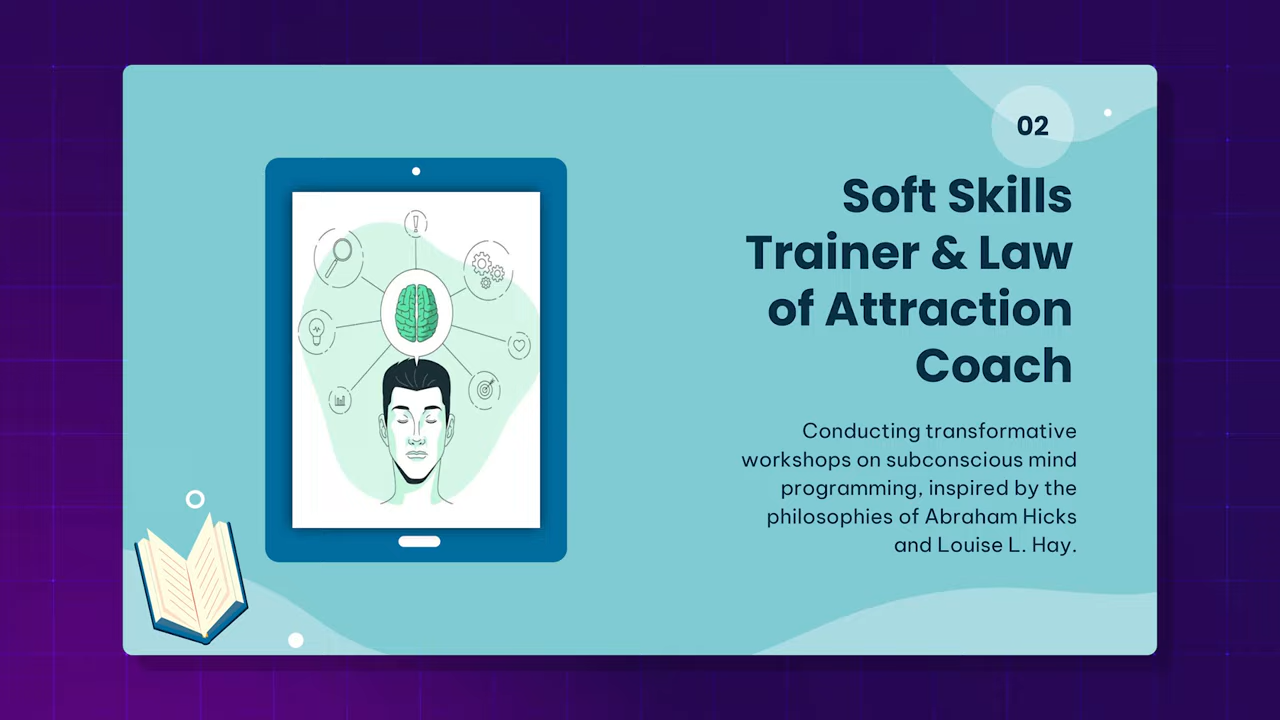 02
Soft Skills
Trainer & Law
of Attraction
Coach
Conducting transformative
workshops on subconscious mind
programming, inspired by the
philosophies of Abraham Hicks
and Louise L. Hay.